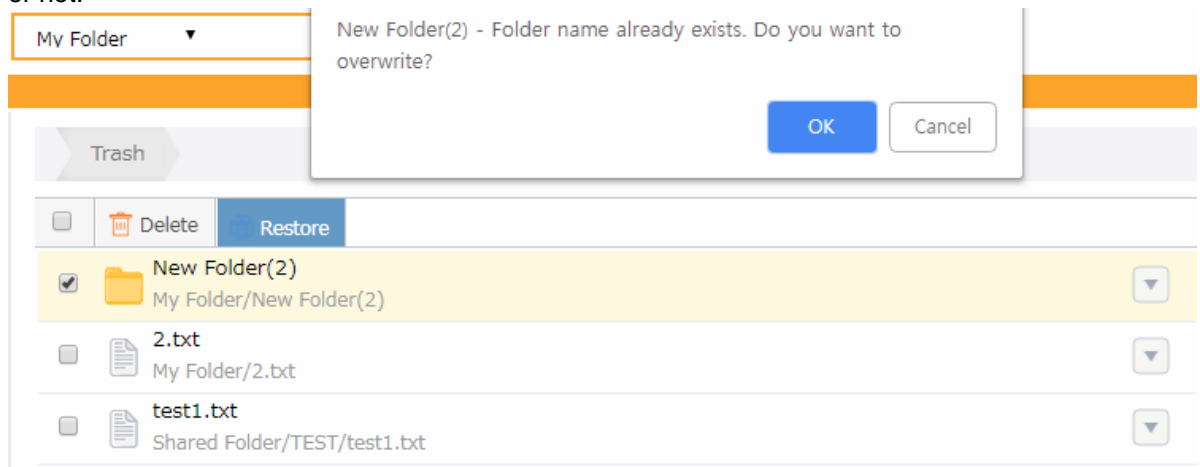 or not.
My Folder
New Folder(2) - Folder name already exists. Do you want to
overwrite?
OK Cancel
Trash
Delete Restore
New Folder(2)
My Folder/New Folder(2)
2.txt
My Folder/2.txt
test1.txt
Shared Folder/TEST/test1.txt